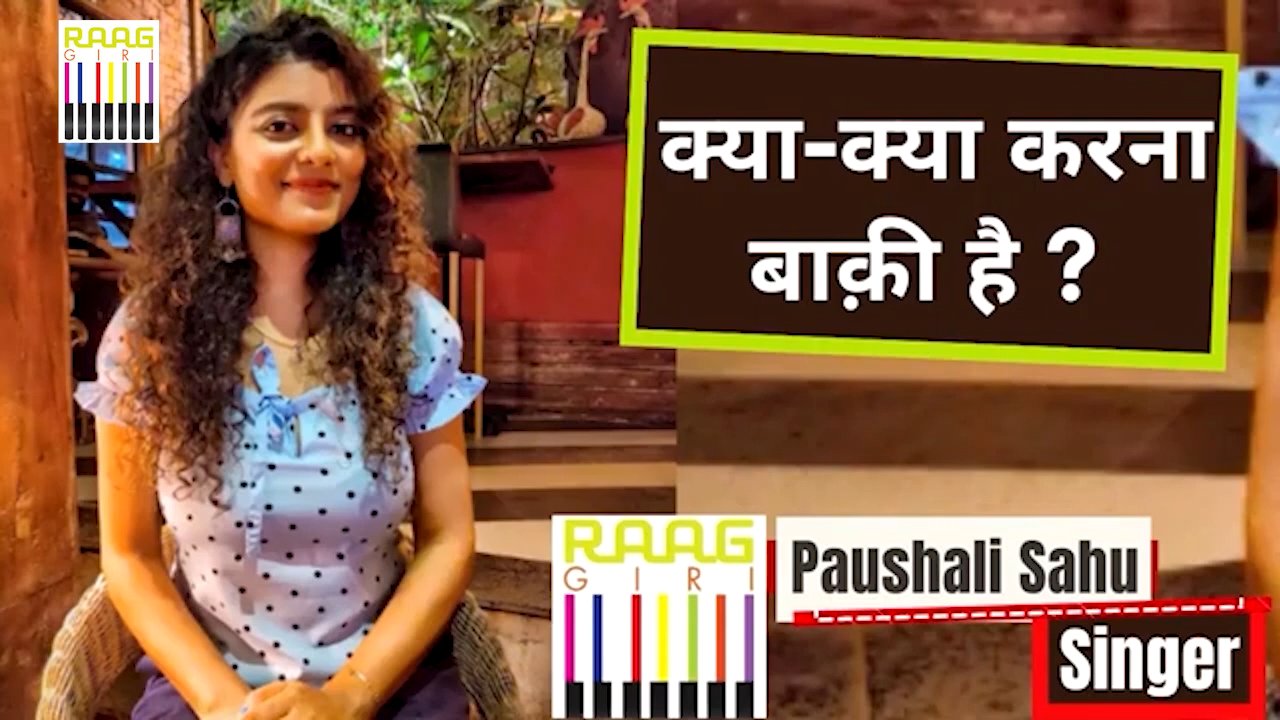 RAAG
GIRI
क्या-क्या करना
बाक़ी है ?
RAAG
GIRI
Paushali Sahu
Singer